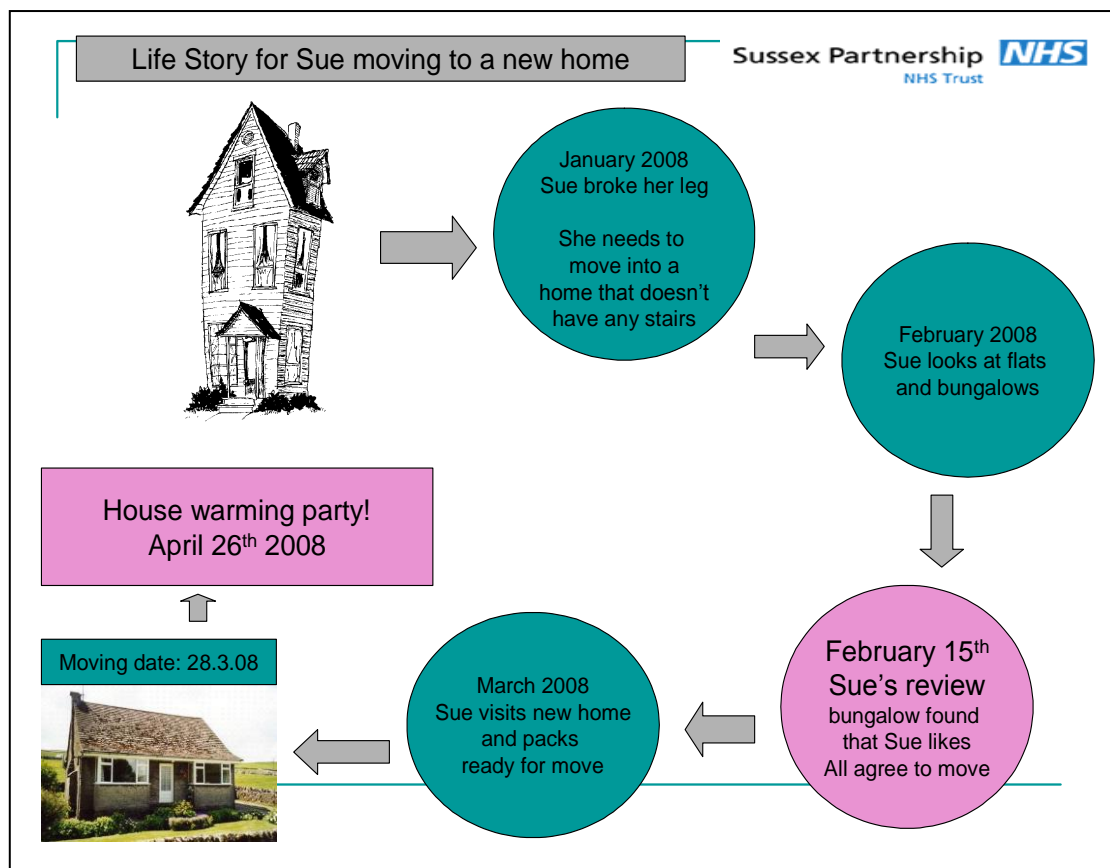 Life Story for Sue moving to a new home
Sussex Partnership NHS
NHS Trust
January 2008
Sue broke her leg
She needs to
move into a
home that doesn't
have any stairs
February 2008
Sue looks at flats
and bungalows
February 15th
Sue's review
bungalow found
that Sue likes
All agree to move
March 2008
Sue visits new home
and packs
ready for move
Moving date: 28.3.08
House warming party!
April 26th 2008